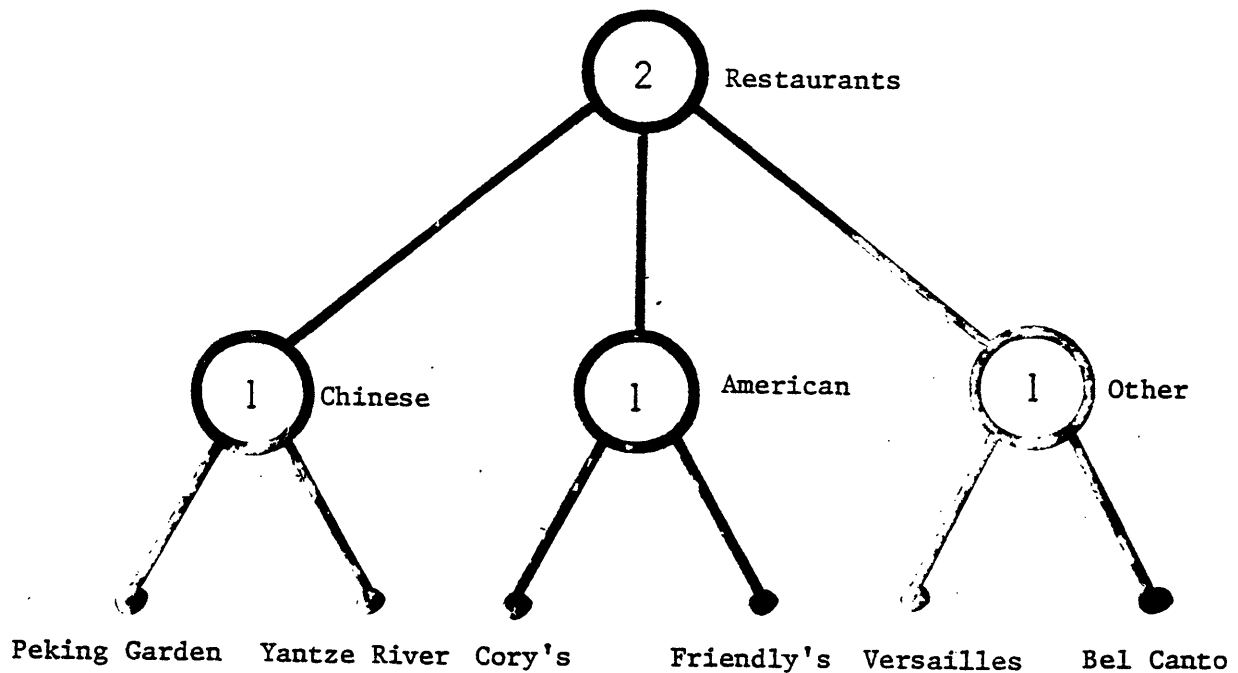 2 Restaurants
1 Chinese
1 American
1 Other
Peking Garden
Yantze River
Cory's
Friendly's
Versailles
Bel Canto